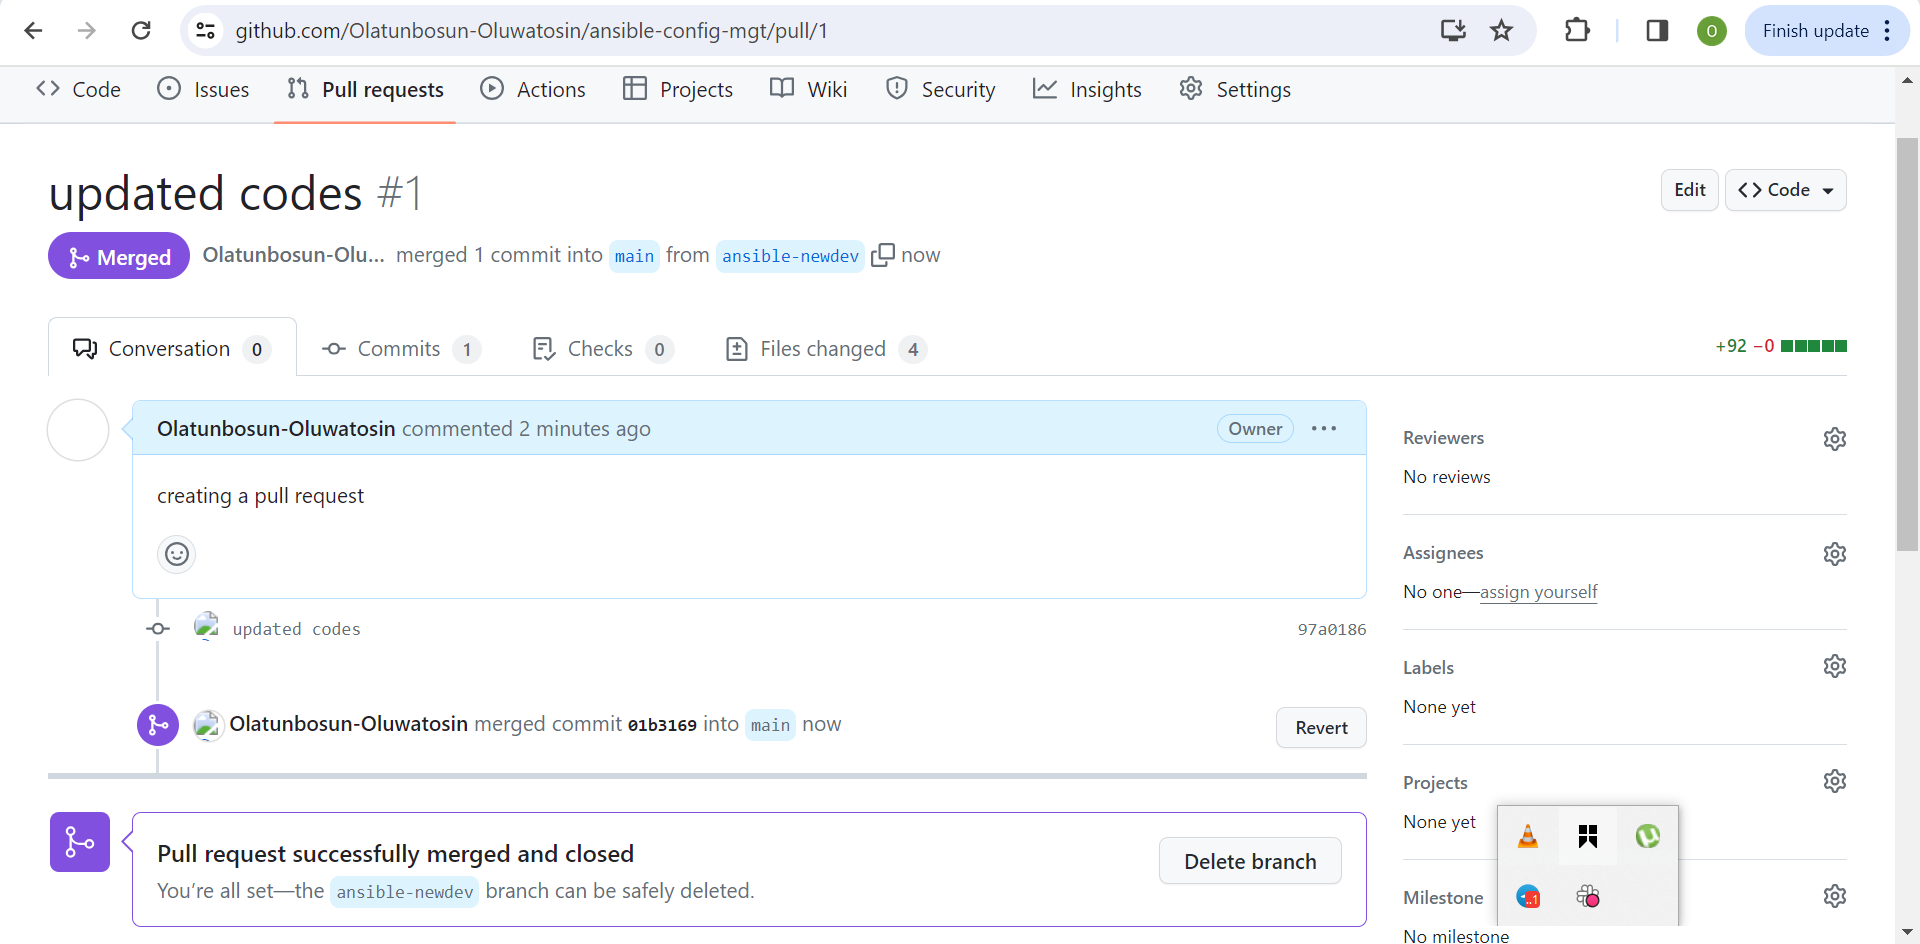 github.com/Olatunbosun-Oluwatosin/ansible-config-mgt/pull/1
O
Finish update
Code
Issues
Pull requests
Actions
Projects
Wiki
Security
Insights
Settings
updated codes #1
Edit
Code
Merged
Olatunbosun-Olu... merged 1 commit into main from ansible-newdev now
Conversation 0
Commits 1
Checks 0
Files changed 4
+92 −0
Olatunbosun-Oluwatosin commented 2 minutes ago
Owner
creating a pull request
updated codes
97a0186
Olatunbosun-Oluwatosin merged commit 01b3169 into main now
Revert
Pull request successfully merged and closed
You're all set—the ansible-newdev branch can be safely deleted.
Delete branch
Reviewers
No reviews
Assignees
No one—assign yourself
Labels
None yet
Projects
None yet
Milestone
No milestone